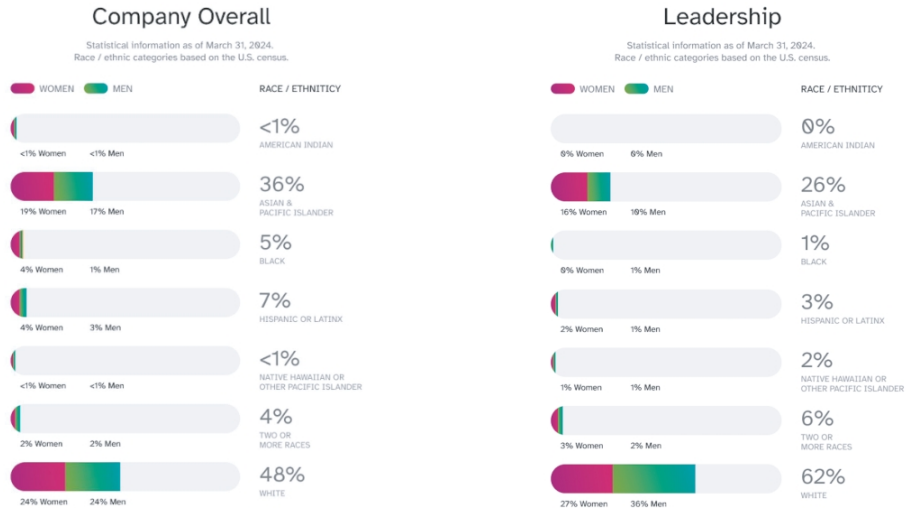 Company Overall
Statistical information as of March 31, 2024.
Race / ethnic categories based on the U.S. census.
WOMEN MEN RACE / ETHNITICY
<1%
AMERICAN INDIAN
<1% Women <1% Men
36%
ASIAN &
PACIFIC ISLANDER
19% Women 17% Men
5%
BLACK
4% Women 1% Men
7%
HISPANIC OR LATINX
4% Women 3% Men
<1%
NATIVE HAWAIIAN OR
OTHER PACIFIC ISLANDER
<1% Women <1% Men
4%
TWO OR
MORE RACES
2% Women 2% Men
48%
WHITE
24% Women 24% Men
Leadership
Statistical information as of March 31, 2024.
Race / ethnic categories based on the U.S. census.
WOMEN MEN RACE / ETHNITICY
0%
AMERICAN INDIAN
0% Women 0% Men
26%
ASIAN &
PACIFIC ISLANDER
16% Women 10% Men
1%
BLACK
0% Women 1% Men
3%
HISPANIC OR LATINX
2% Women 1% Men
2%
NATIVE HAWAIIAN OR
OTHER PACIFIC ISLANDER
1% Women 1% Men
6%
TWO OR
MORE RACES
3% Women 2% Men
62%
WHITE
27% Women 36% Men